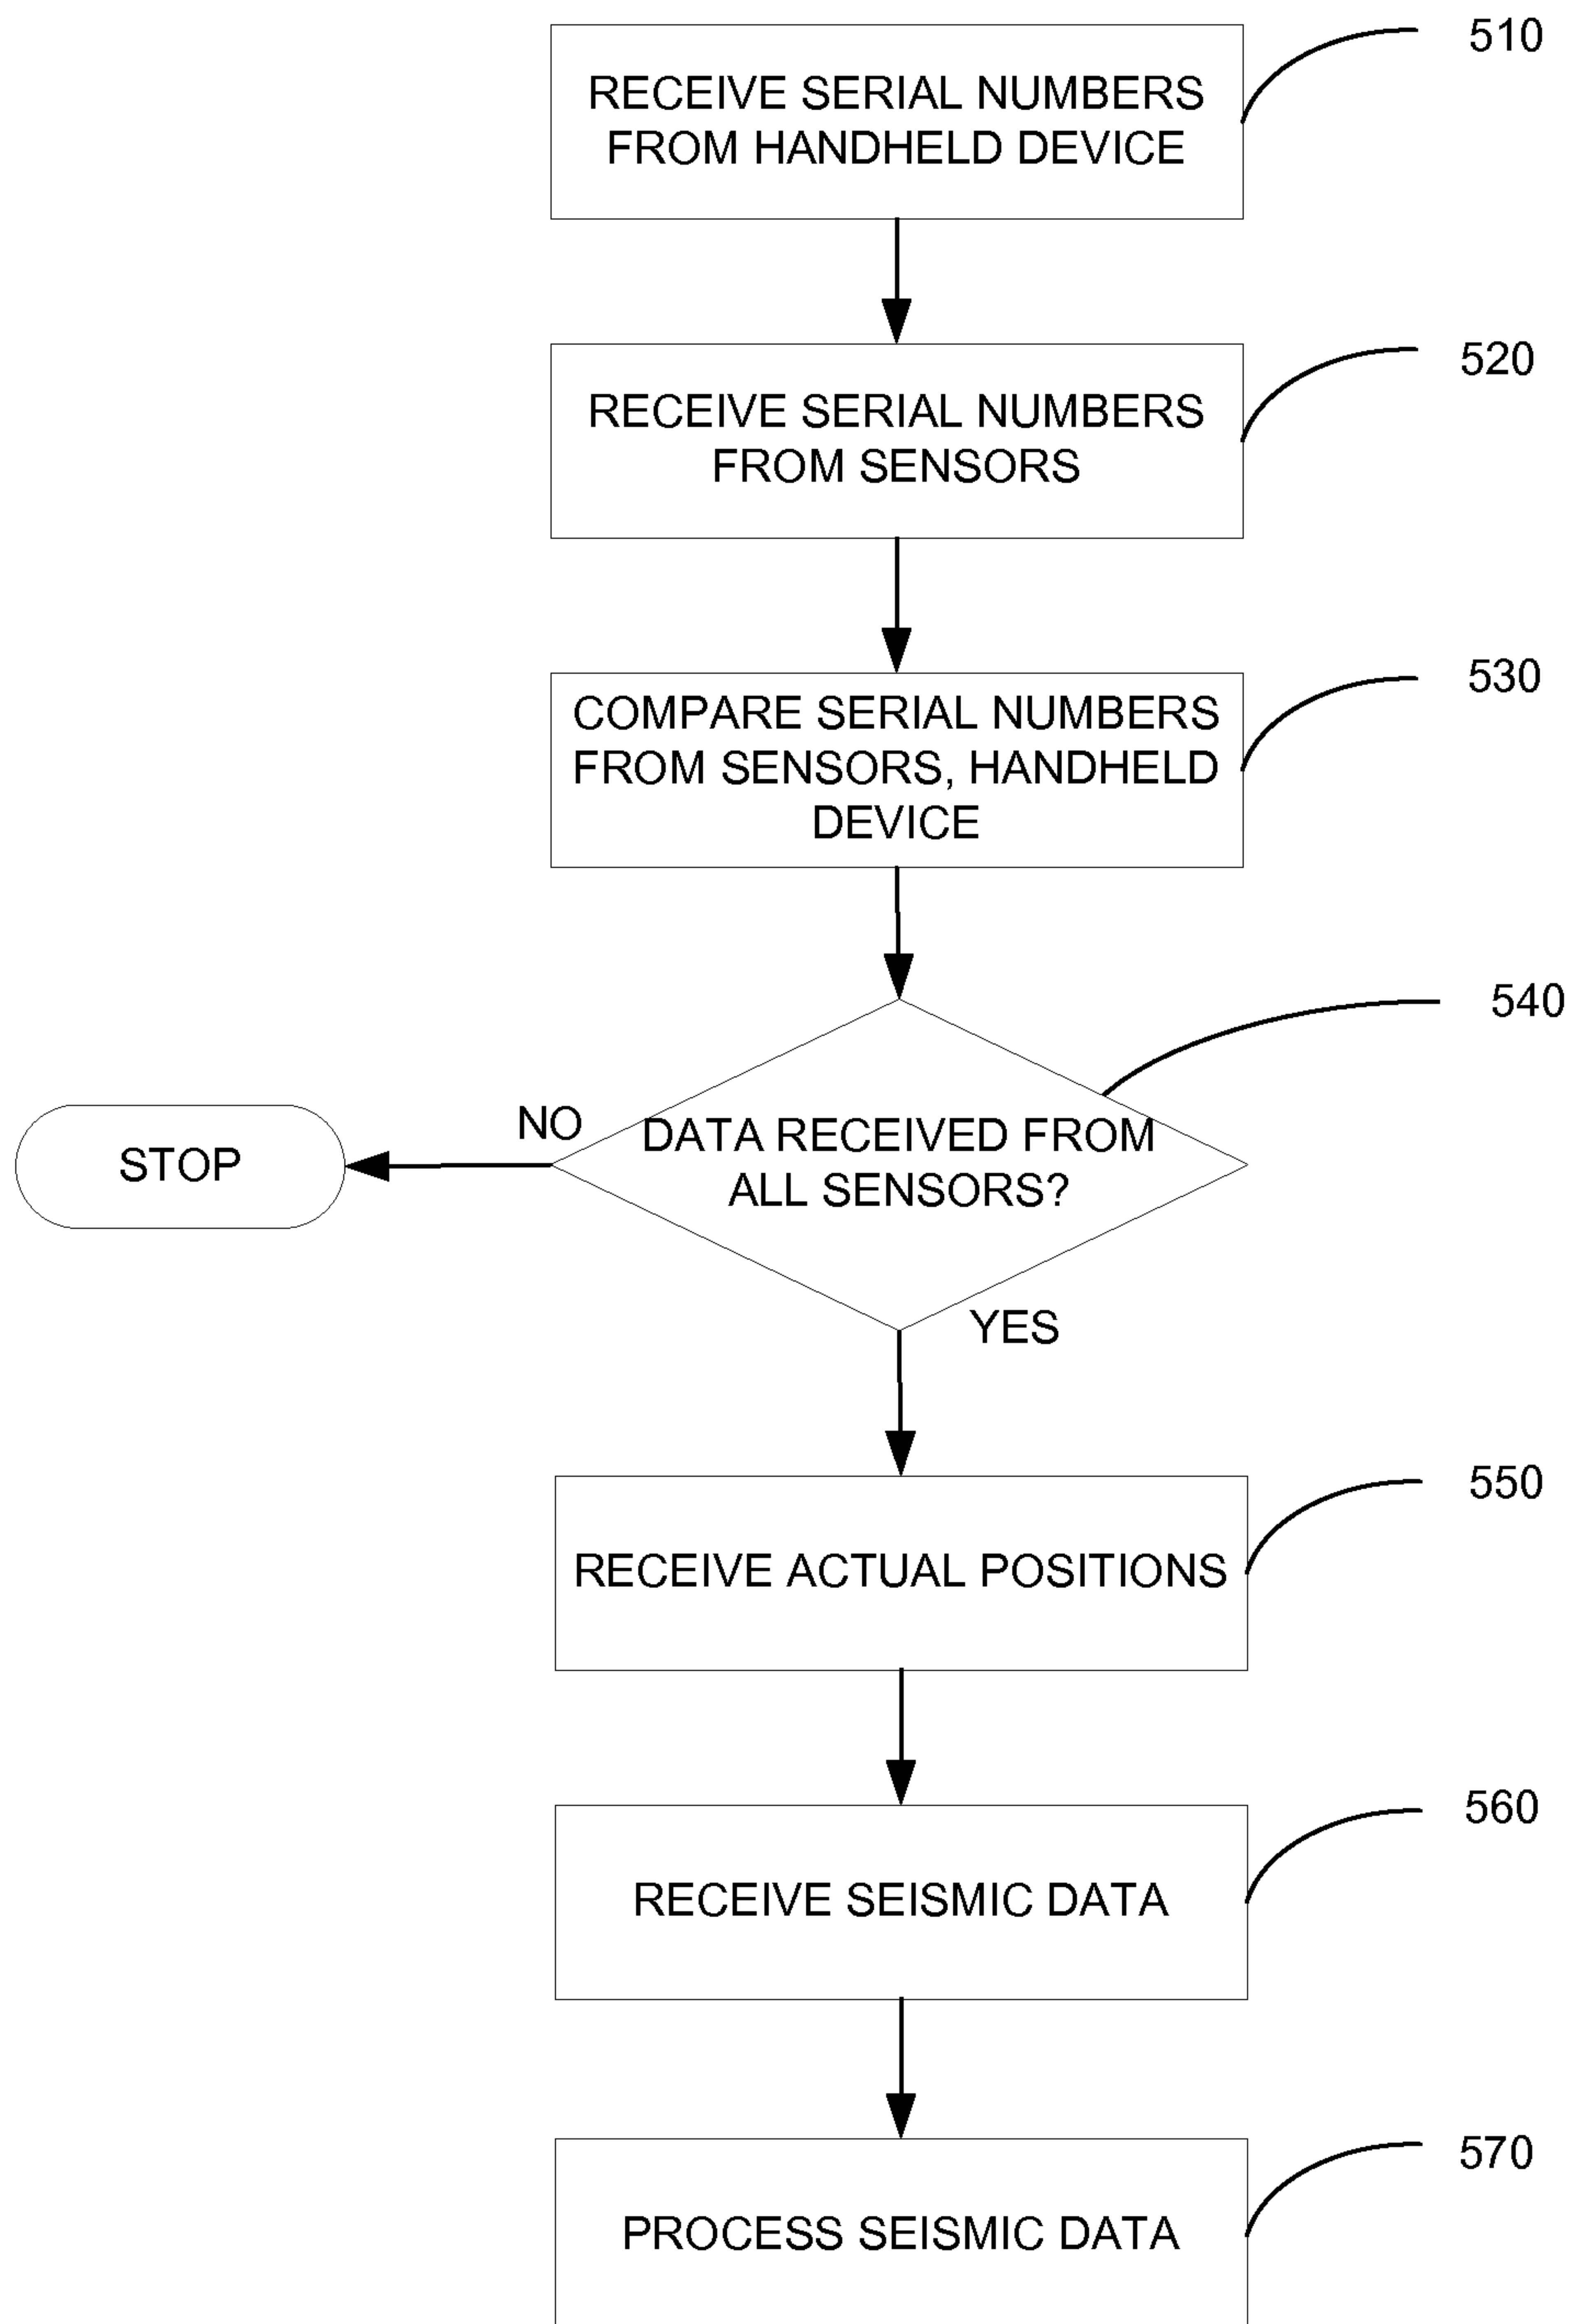 510
RECEIVE SERIAL NUMBERS
FROM HANDHELD DEVICE
520
RECEIVE SERIAL NUMBERS
FROM SENSORS
530
COMPARE SERIAL NUMBERS
FROM SENSORS, HANDHELD
DEVICE
540
NO
DATA RECEIVED FROM
ALL SENSORS?
STOP
YES
550
RECEIVE ACTUAL POSITIONS
560
RECEIVE SEISMIC DATA
570
PROCESS SEISMIC DATA